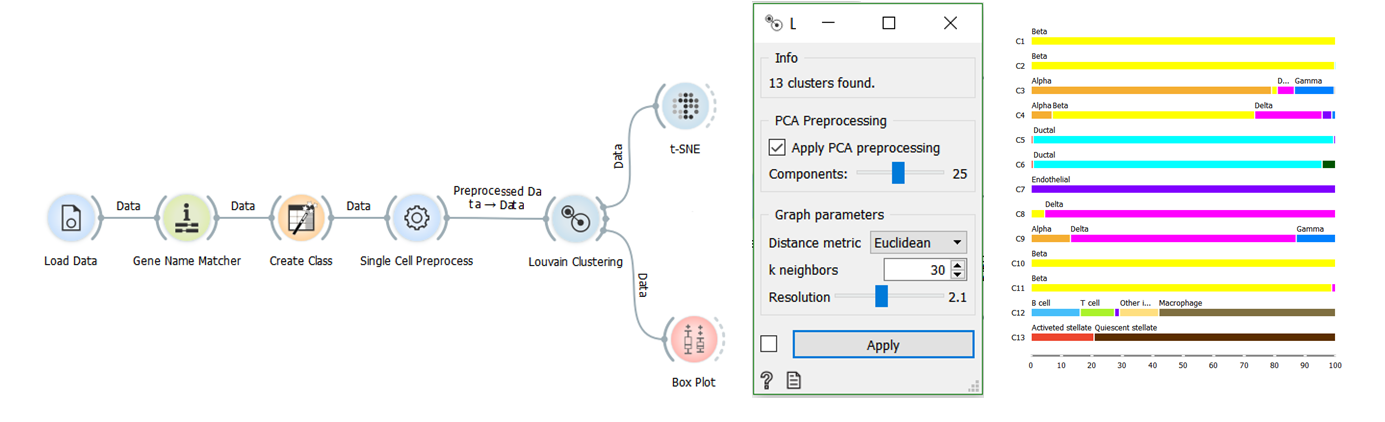 Load Data
Data
Gene Name Matcher
Data
Create Class
Data
Single Cell Preprocess
Preprocessed Da
ta → Data
Louvain Clustering
Data
t-SNE
Data
Box Plot
L
Info
13 clusters found.
PCA Preprocessing
Apply PCA preprocessing
Components: 25
Graph parameters
Distance metric Euclidean
k neighbors 30
Resolution 2.1
Apply
?
Beta
C1
Beta
C2
Alpha D... Gamma
C3
Alpha Beta Delta
C4
Ductal
C5
Ductal
C6
Endothelial
C7
Delta
C8
Alpha Delta Gamma
C9
Beta
C10
Beta
C11
B cell T cell Other i... Macrophage
C12
Activeted stellate Quiescent stellate
C13
0 10 20 30 40 50 60 70 80 90 100